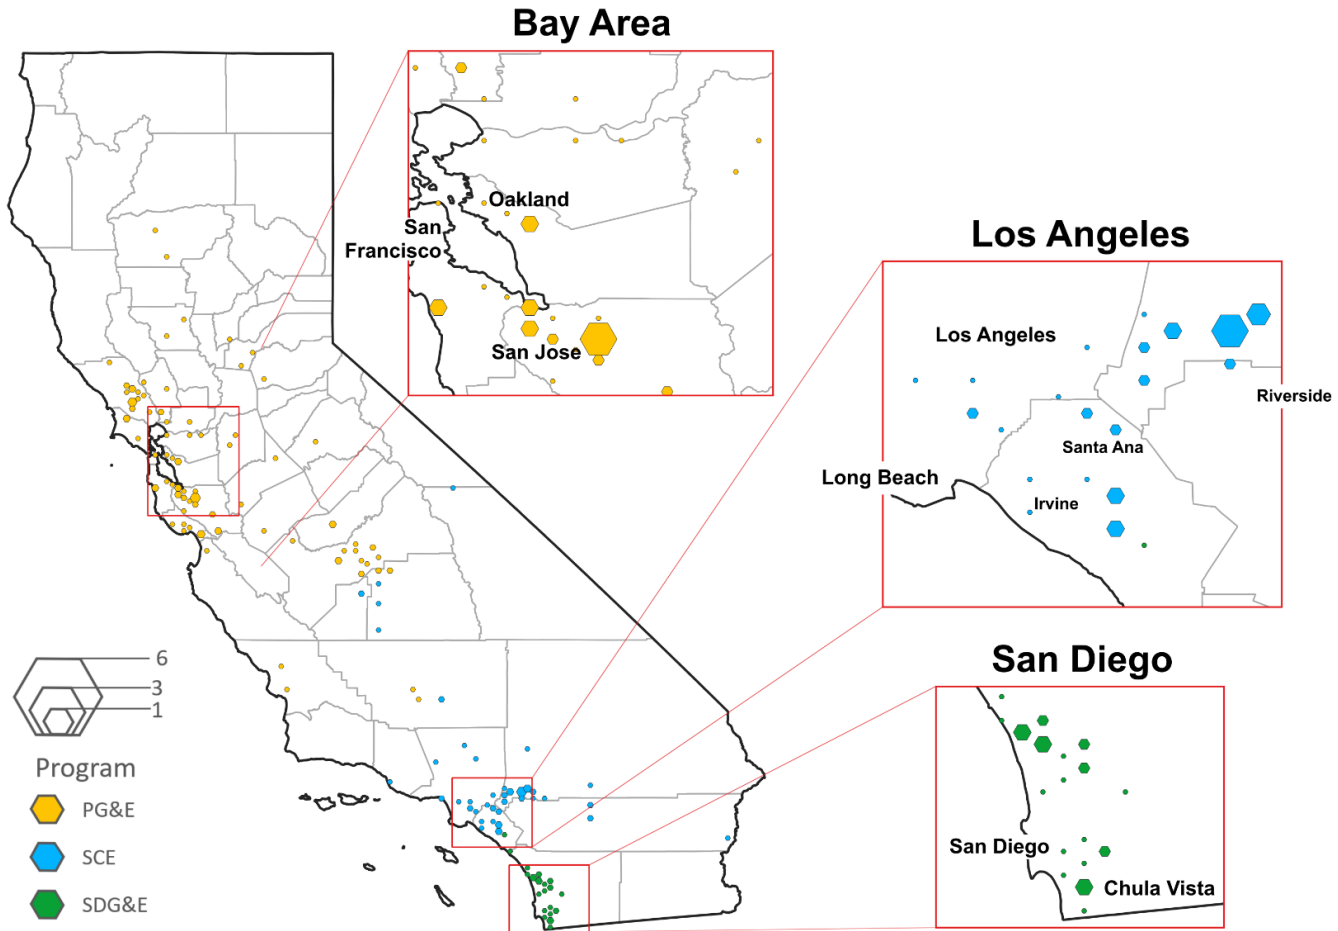 Bay Area
Oakland
San
Francisco
San Jose
Los Angeles
Los Angeles
Riverside
Santa Ana
Long Beach
Irvine
San Diego
San Diego
Chula Vista
6
3
1
Program
PG&E
SCE
SDG&E